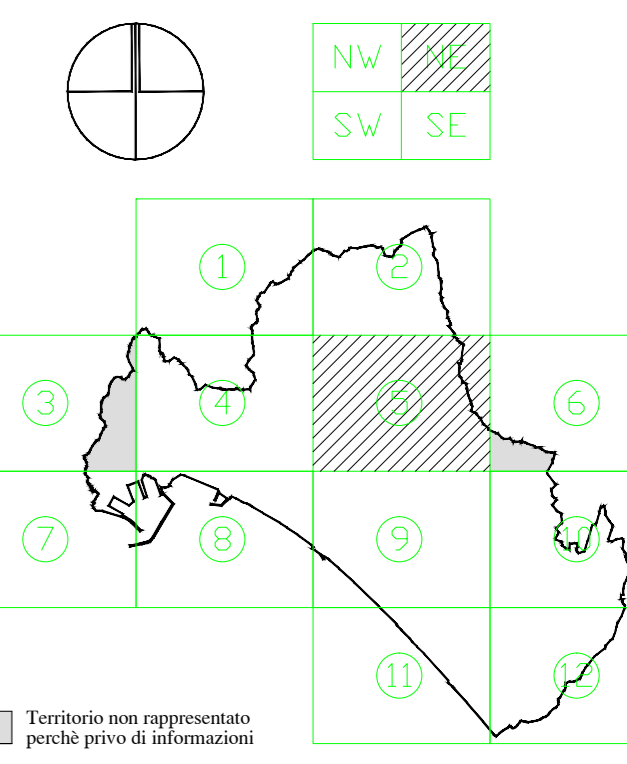 NW NE
SW SE
1 2
3 4 5 6
7 8 9 10
11 12
Territorio non rappresentato
perchè privo di informazioni